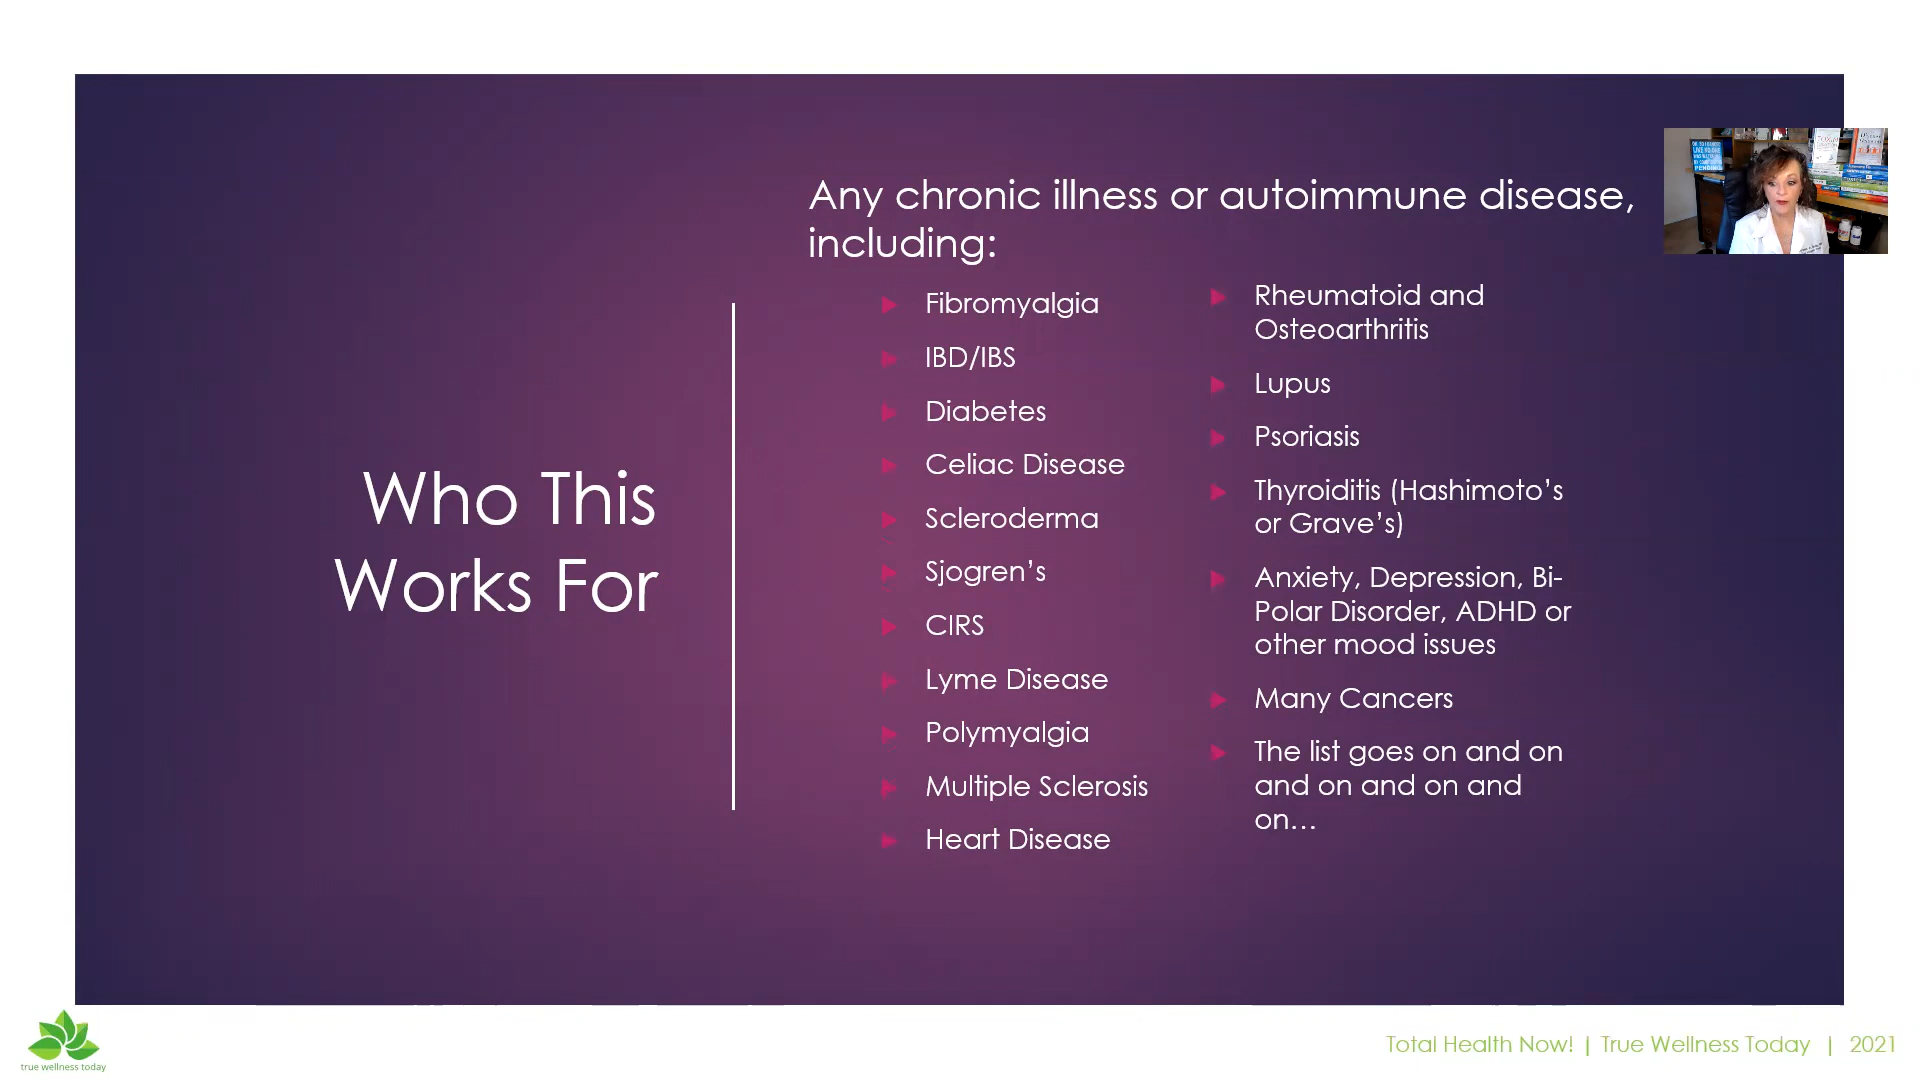 Any chronic illness or autoimmune disease,
including:
Who This
Works For
Fibromyalgia
IBD/IBS
Diabetes
Celiac Disease
Scleroderma
Sjogren’s
CIRS
Lyme Disease
Polymyalgia
Multiple Sclerosis
Heart Disease
Rheumatoid and
Osteoarthritis
Lupus
Psoriasis
Thyroiditis (Hashimoto’s
or Grave’s)
Anxiety, Depression, Bi-
Polar Disorder, ADHD or
other mood issues
Many Cancers
The list goes on and on
and on and on and
on…
true wellness today
Total Health Now! | True Wellness Today | 2021